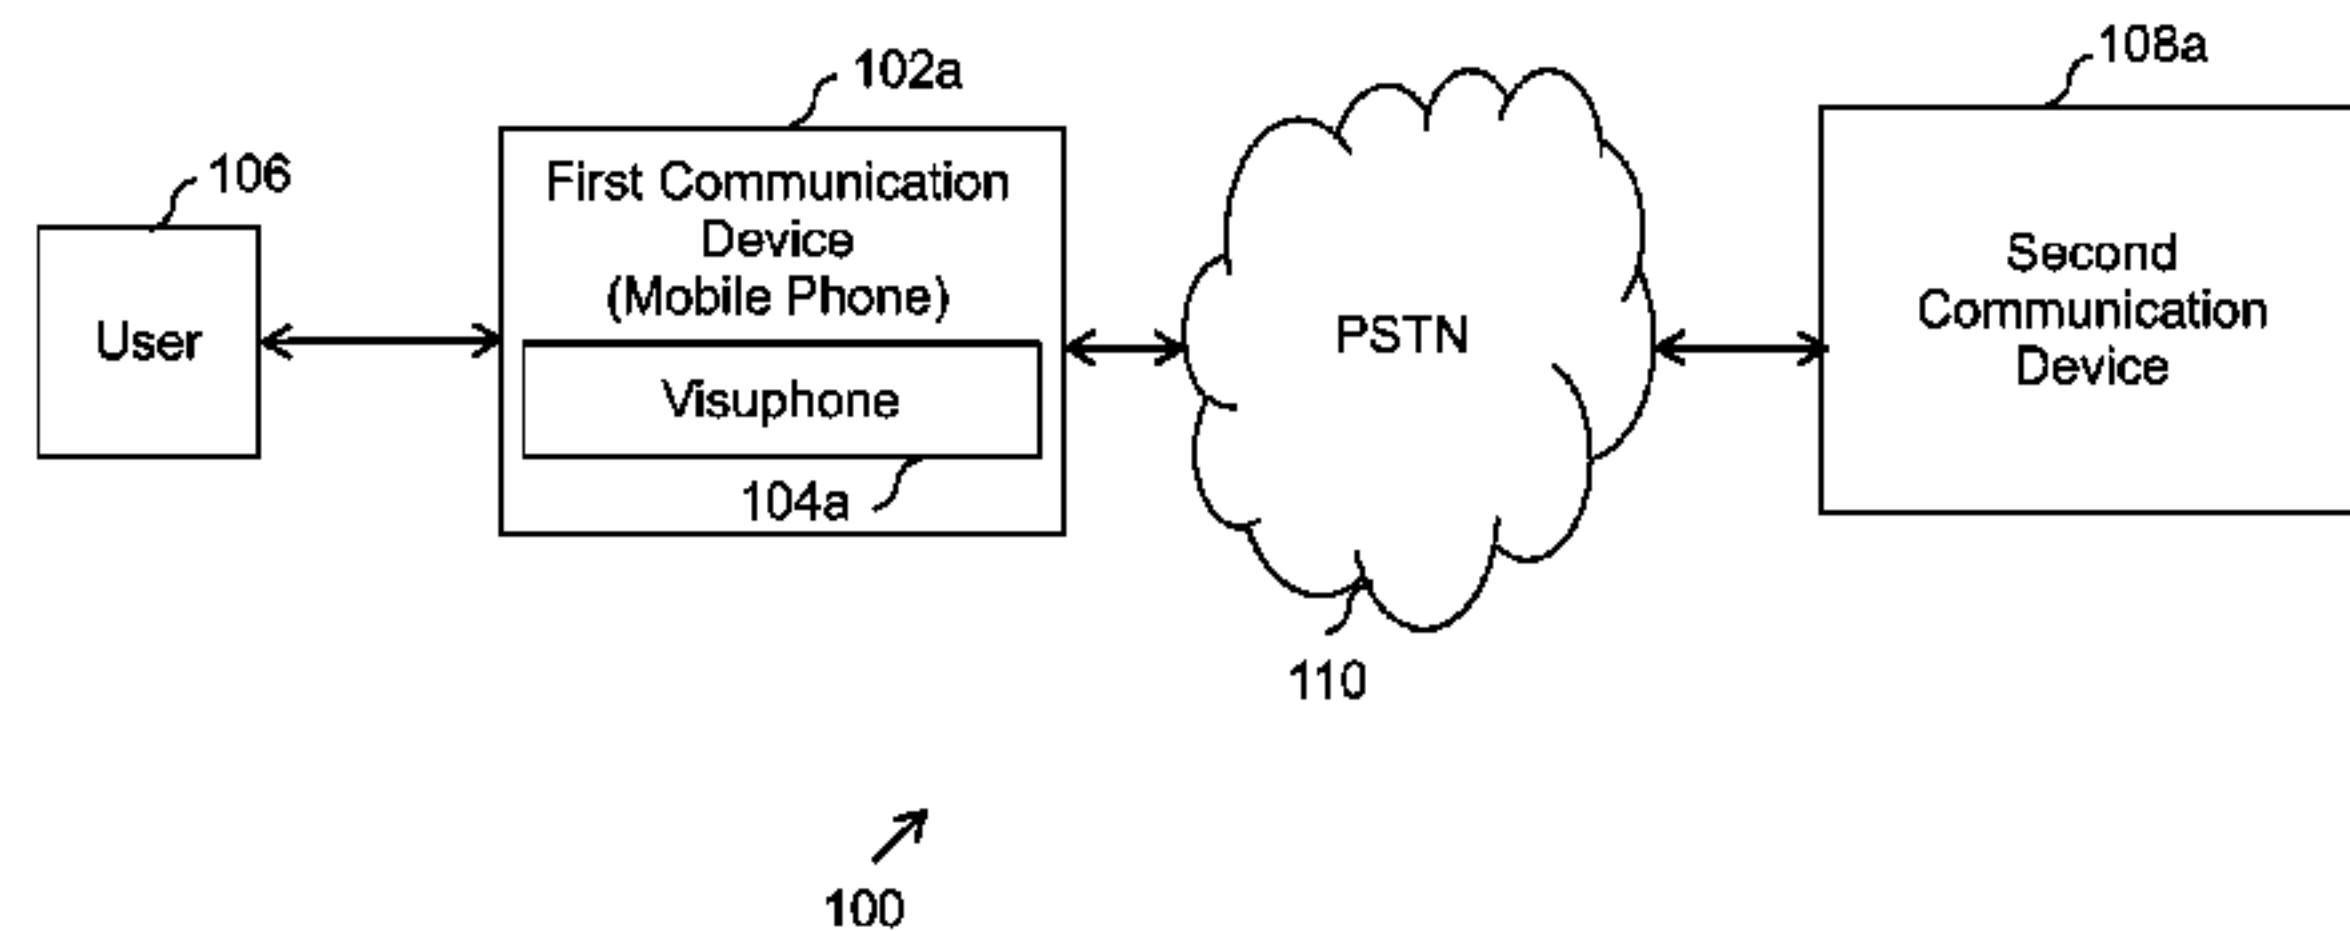 108a
102a
106
First Communication
Device
(Mobile Phone)
Second
Communication
Device
User
PSTN
Visuphone
104a
110
100